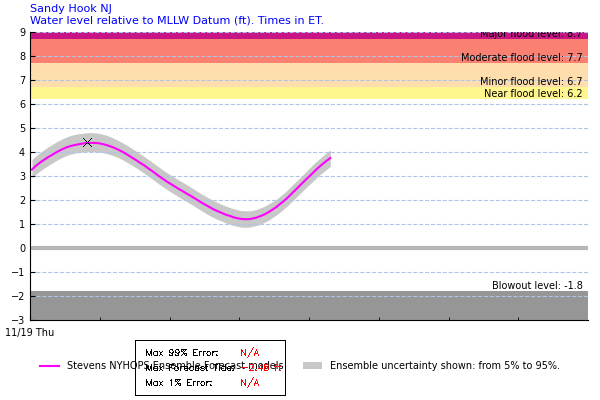 Sandy Hook NJ
Water level relative to MLLW Datum (ft). Times in ET.
9
Major flood level: 8.7
8
Moderate flood level: 7.7
7
Minor flood level: 6.7
Near flood level: 6.2
6
5
4
3
2
1
0
−1
Blowout level: -1.8
−2
−3
11/19 Thu
Max 99% Error: N/A
Stevens NYHOPS Ensemble Forecast models
Max Forecast Tide:
Ensemble uncertainty shown: from 5% to 95%.
Max 1% Error: N/A